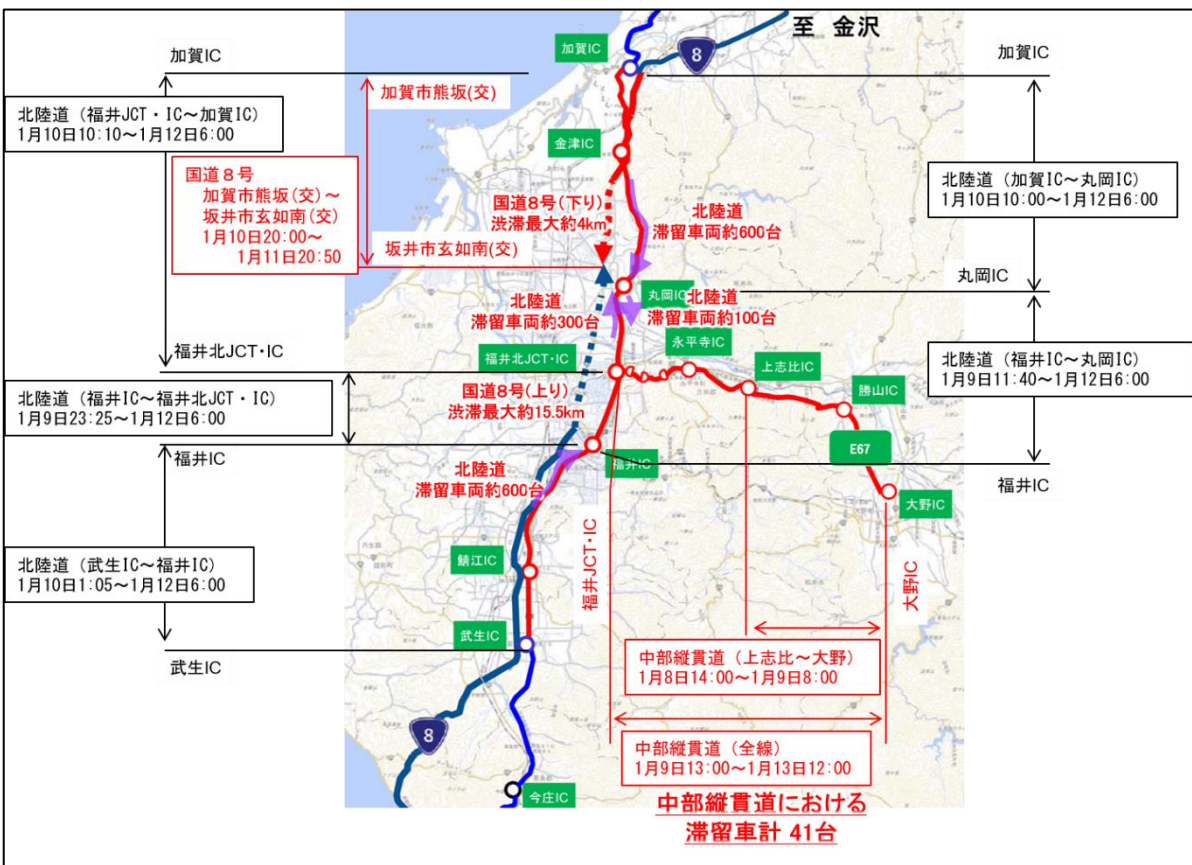 至 金沢
8
加賀IC
加賀IC
加賀IC
北陸道（福井JCT・IC～加賀IC）
1月10日10:10～1月12日6:00
加賀市熊坂(交)
国道８号
加賀市熊坂(交)～
坂井市玄如南(交)
1月10日20:00～
1月11日20:50
坂井市玄如南(交)
金津IC
国道8号(下り)
渋滞最大約4km
北陸道
滞留車両約600台
北陸道（加賀IC～丸岡IC）
1月10日10:00～1月12日6:00
丸岡IC
丸岡IC
北陸道
滞留車両約300台
北陸道
滞留車両約100台
福井北JCT・IC
福井北JCT・IC
永平寺IC
上志比IC
勝山IC
E67
大野IC
北陸道（福井IC～丸岡IC）
1月9日11:40～1月12日6:00
福井IC
北陸道（福井IC～福井北JCT・IC）
1月9日23:25～1月12日6:00
国道8号(上り)
渋滞最大約15.5km
福井IC
福井IC
北陸道
滞留車両約600台
北陸道（武生IC～福井IC）
1月10日1:05～1月12日6:00
鯖江IC
武生IC
武生IC
福井JCT・IC
大野IC
中部縦貫道（上志比～大野）
1月8日14:00～1月9日8:00
中部縦貫道（全線）
1月9日13:00～1月13日12:00
8
今庄IC
中部縦貫道における
滞留車計 41台